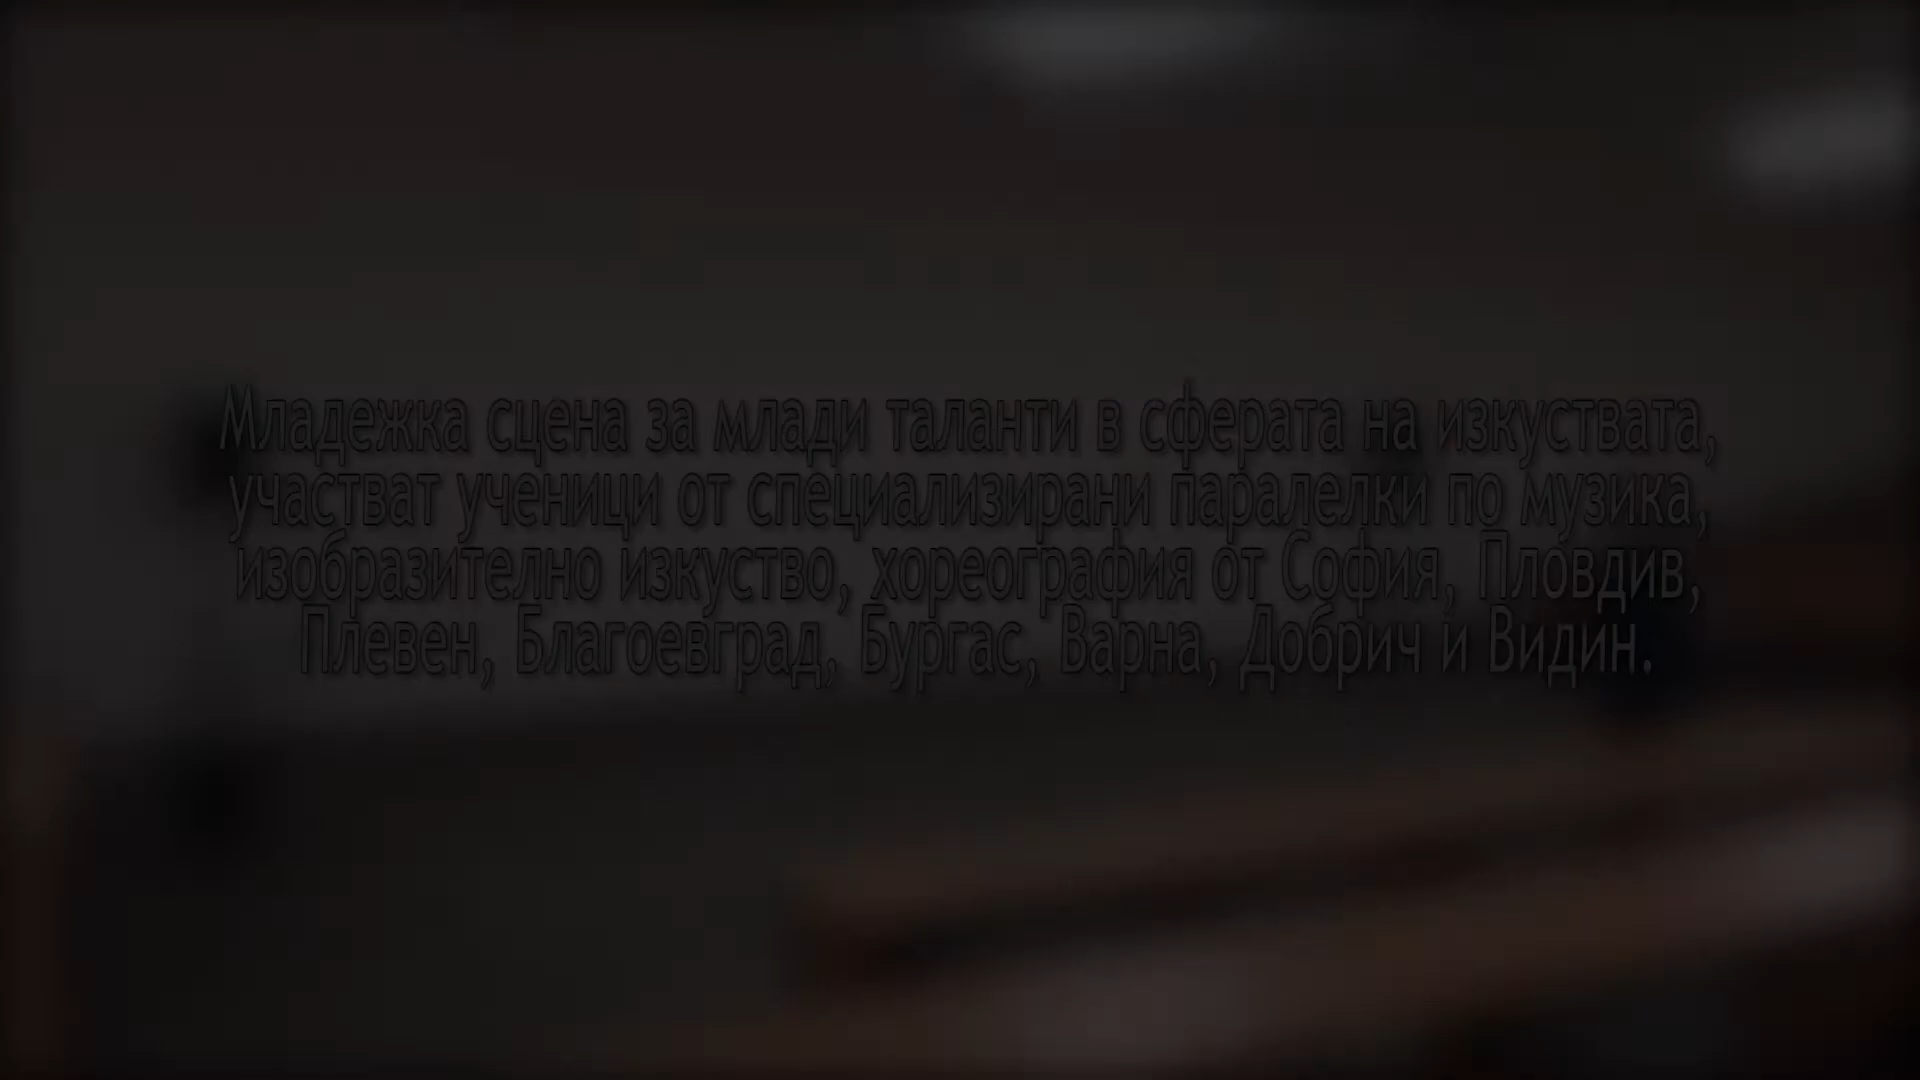 Младежка сцена за млади таланти в сферата на изкуствата,
участват ученици от специализирани паралелки по музика,
изобразително изкуство, хореография от София, Пловдив,
Плевен, Благоевград, Бургас, Варна, Добрич и Видин.